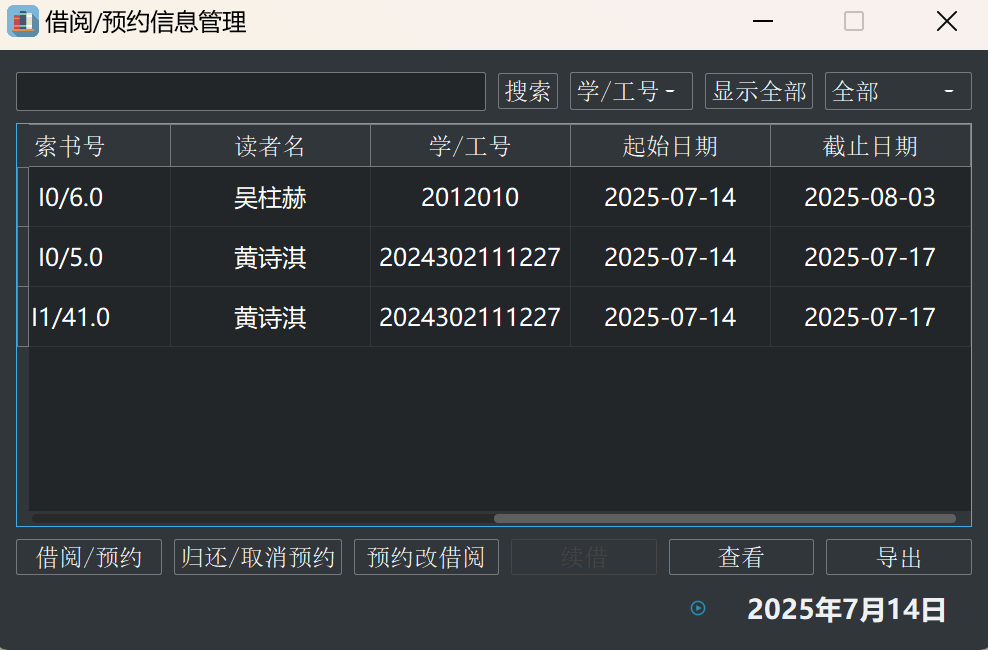 借阅/预约信息管理
搜索 学/工号 显示全部 全部
索书号 读者名 学/工号 起始日期 截止日期
I0/6.0 吴柱赫 2012010 2025-07-14 2025-08-03
I0/5.0 黄诗淇 2024302111227 2025-07-14 2025-07-17
I1/41.0 黄诗淇 2024302111227 2025-07-14 2025-07-17
借阅/预约 归还/取消预约 预约改借阅 续借 查看 导出
2025年7月14日